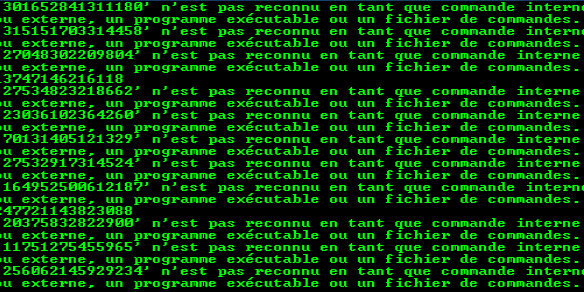 301652841311180’ n’est pas reconnu en tant que commande interne
ou externe, un programme exécutable ou un fichier de commandes.
315151703314458’ n’est pas reconnu en tant que commande interne
ou externe, un programme exécutable ou un fichier de commandes.
27048302209804’ n’est pas reconnu en tant que commande interne
ou externe, un programme exécutable ou un fichier de commandes.
13747146216118
27534823218662’ n’est pas reconnu en tant que commande interne
ou externe, un programme exécutable ou un fichier de commandes.
23036102364260’ n’est pas reconnu en tant que commande interne
ou externe, un programme exécutable ou un fichier de commandes.
70131405121329’ n’est pas reconnu en tant que commande interne
ou externe, un programme exécutable ou un fichier de commandes.
27532917314524’ n’est pas reconnu en tant que commande interne
ou externe, un programme exécutable ou un fichier de commandes.
164952500612187’ n’est pas reconnu en tant que commande interne
ou externe, un programme exécutable ou un fichier de commandes.
247721143823088
20375832822900’ n’est pas reconnu en tant que commande interne
ou externe, un programme exécutable ou un fichier de commandes.
11751275455965’ n’est pas reconnu en tant que commande interne
ou externe, un programme exécutable ou un fichier de commandes.
256062145929234’ n’est pas reconnu en tant que commande interne
ou externe, un programme exécutable ou un fichier de commandes.